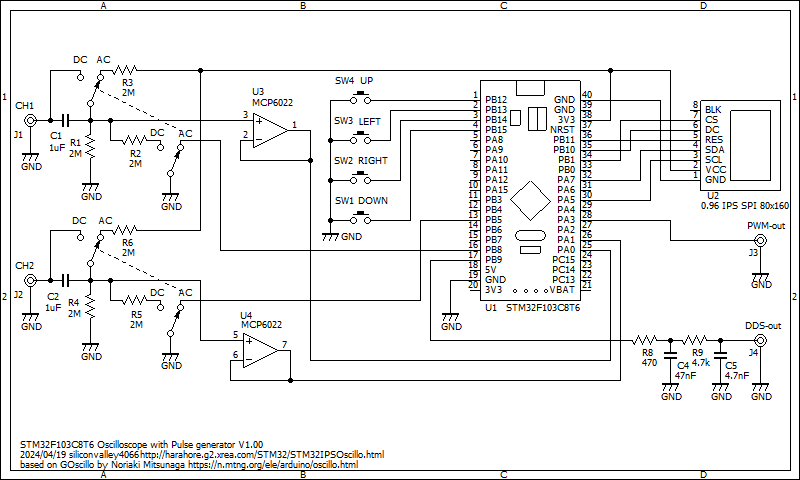 A B C D
1 1
2 2
DC AC
R3
2M
CH1
J1
GND
C1
1uF
R1
2M
GND
R2
2M
DC AC
GND
U3
MCP6022
3
2
1
SW4 UP
SW3 LEFT
SW2 RIGHT
SW1 DOWN
GND
1 PB12 GND 40
2 PB13 GND 39
3 PB14 3V3 38
4 PB15 NRST 37
5 PA8 PB11 36
6 PA9 PB10 35
7 PA10 PB1 34
8 PA11 PB0 33
9 PA12 PA7 32
10 PA15 PA6 31
11 PB3 PA5 30
12 PB4 PA4 29
13 PB5 PA3 28
14 PB6 PA2 27
15 PB7 PA1 26
16 PB8 PA0 25
17 PB9 PC15 24
18 5V PC14 23
19 GND PC13 22
20 3V3 VBAT 21
U1 STM32F103C8T6
GND
8 BLK
7 CS
6 DC
5 RES
4 SDA
3 SCL
2 VCC
1 GND
U2
0.96 IPS SPI 80x160
PWM-out
J3
GND
DC AC
R6
2M
CH2
J2
GND
C2
1uF
R4
2M
GND
R5
2M
DC AC
GND
U4
MCP6022
5
6
7
DDS-out
J4
GND
R8
470
R9
4.7k
C4
47nF
GND
C5
4.7nF
GND
STM32F103C8T6 Oscilloscope with Pulse generator V1.00
2024/04/19 siliconvalley4066http://harahore.g2.xrea.com/STM32/STM32IPSOscillo.html
based on GOscillo by Noriaki Mitsunaga https://n.mtng.org/ele/arduino/oscillo.html
A B C D